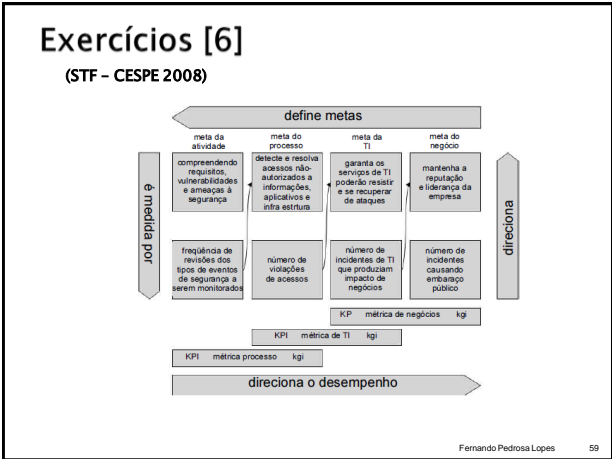 Exercícios [6]
(STF – CESPE 2008)
define metas
meta da
atividade
meta do
processo
meta da
TI
meta do
negócio
é medida por
compreendendo
requisitos,
vulnerabilidades
e ameaças à
segurança
detecte e resolva
acessos não-
autorizados a
informações,
aplicativos e
infra estrtura
garanta os
serviços de TI
poderão resistir
e se recuperar
de ataques
mantenha a
reputação
e liderança da
empresa
direciona
freqüência de
revisões dos
tipos de eventos
de segurança a
serem monitorados
número de
violações
de acessos
número de
incidentes de TI
que produziam
impacto de
negócios
número de
incidentes
causando
embaraço
público
KP métrica de negócios kgi
KPI métrica de TI kgi
KPI métrica processo kgi
direciona o desempenho
Fernando Pedrosa Lopes 59